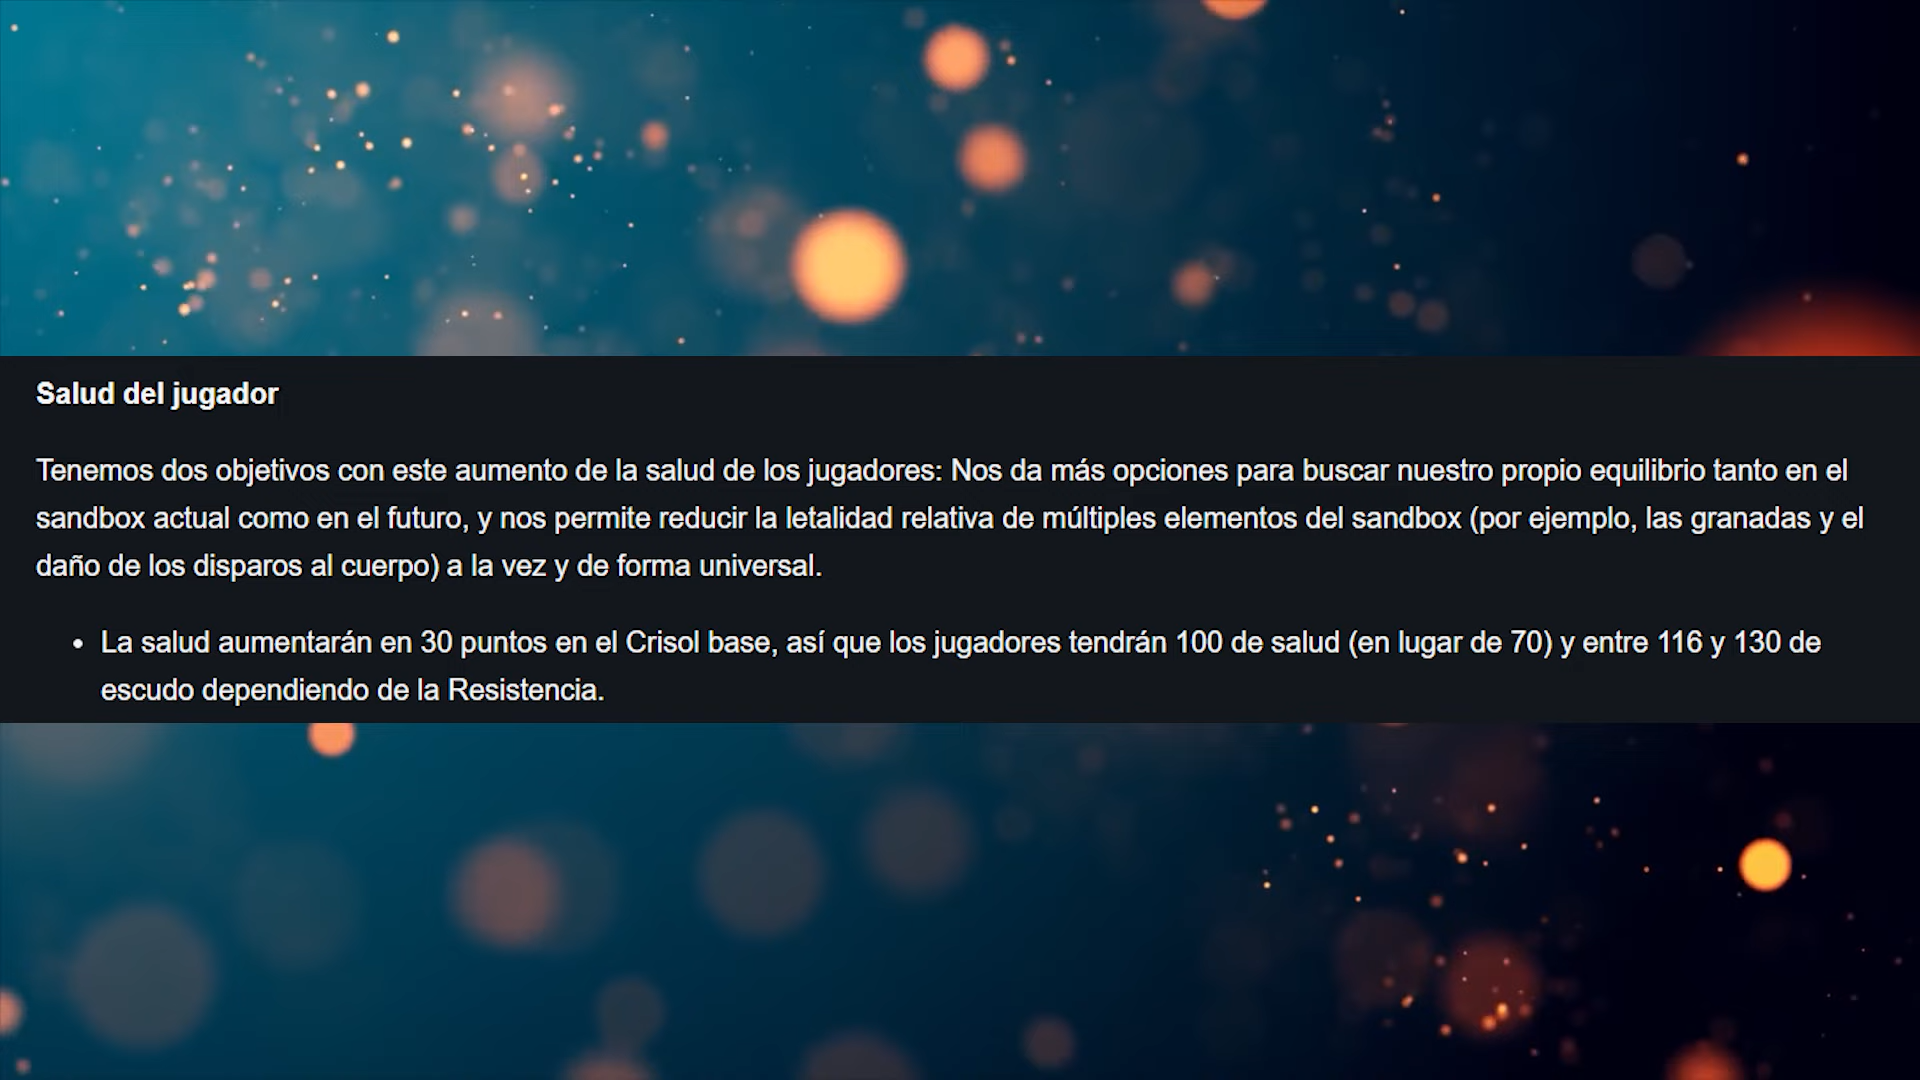 Salud del jugador
Tenemos dos objetivos con este aumento de la salud de los jugadores: Nos da más opciones para buscar nuestro propio equilibrio tanto en el
sandbox actual como en el futuro, y nos permite reducir la letalidad relativa de múltiples elementos del sandbox (por ejemplo, las granadas y el
daño de los disparos al cuerpo) a la vez y de forma universal.
• La salud aumentarán en 30 puntos en el Crisol base, así que los jugadores tendrán 100 de salud (en lugar de 70) y entre 116 y 130 de
escudo dependiendo de la Resistencia.